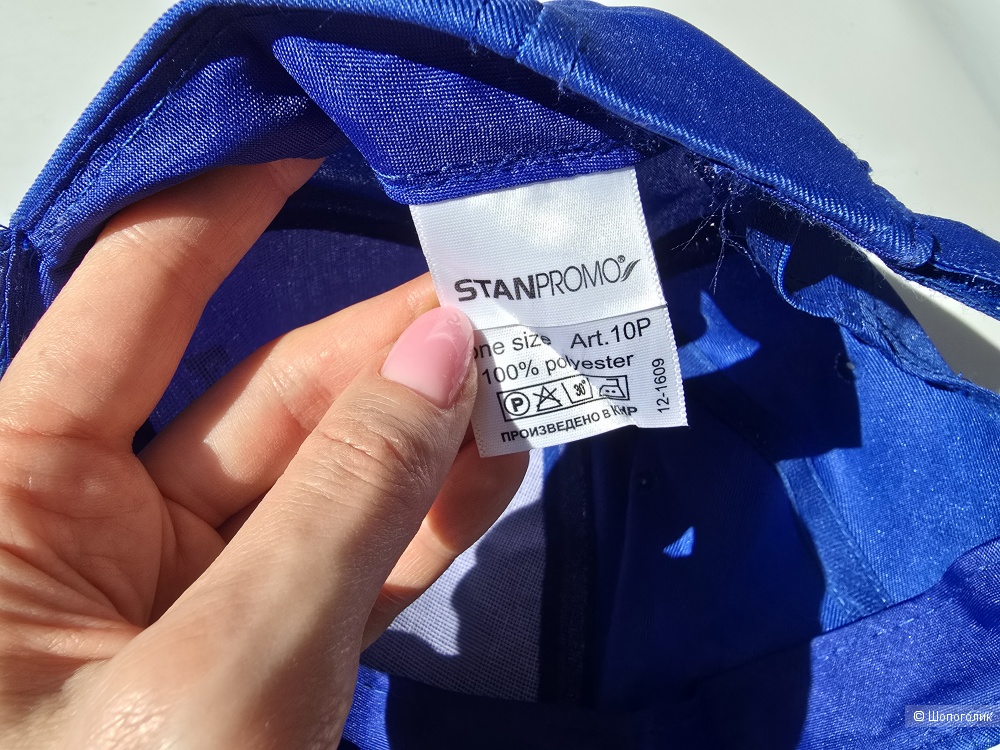 STANPROMO®
one size Art.10P
100% polyester
P 30°
ПРОИЗВЕДЕНО в КНР
12-1609
© Шопоголик